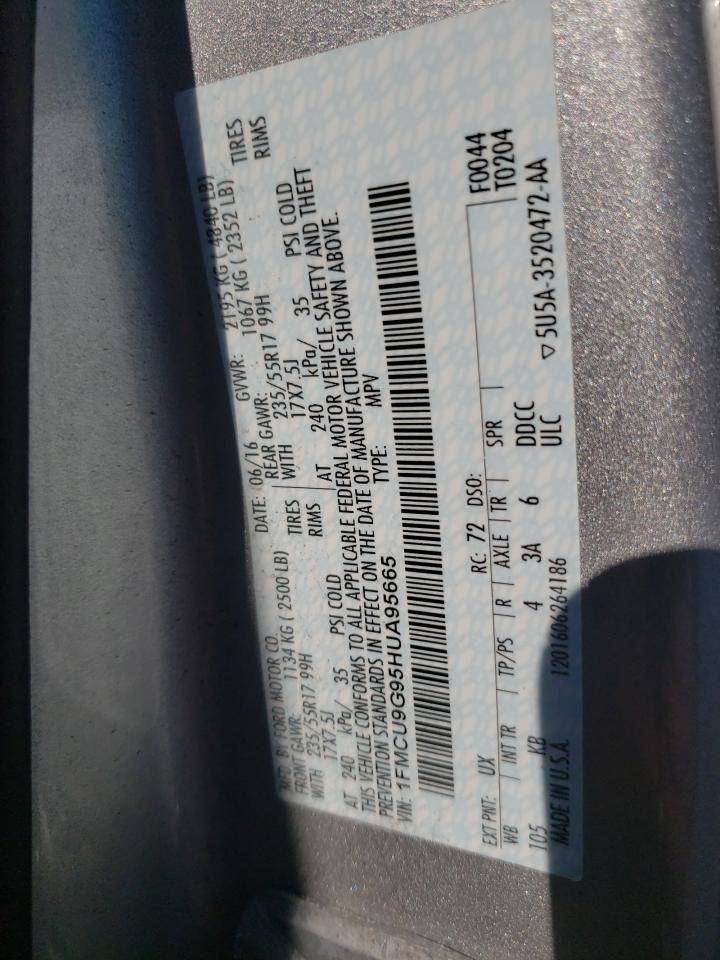 MFD. BY FORD MOTOR CO.
DATE: 06/16 GVWR: 2195 KG ( 4840 LB)
FRONT GAWR: 1134 KG ( 2500 LB) REAR GAWR: 1067 KG ( 2352 LB)
WITH 235/55R17 99H TIRES WITH 235/55R17 99H TIRES
17X7.5J RIMS 17X7.5J RIMS
AT 240 kPa/ 35 PSI COLD AT 240 kPa/ 35 PSI COLD
THIS VEHICLE CONFORMS TO ALL APPLICABLE FEDERAL MOTOR VEHICLE SAFETY AND THEFT
PREVENTION STANDARDS IN EFFECT ON THE DATE OF MANUFACTURE SHOWN ABOVE.
VIN: 1FMCU9G95HUA95665 TYPE: MPV
F0044
T0204
EXT PNT: UX RC: 72 DSO:
WB INT TR TP/PS R AXLE TR SPR
105 KB 4 3A 6 DDCC
MADE IN U.S.A. 1201606264186 ULC
▽5U5A-3520472-AA